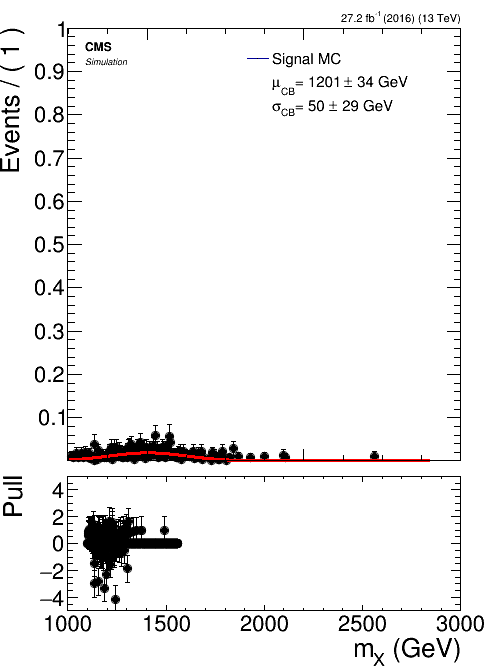 27.2 fb⁻¹ (2016) (13 TeV)
CMS
Simulation
Signal MC
μ_CB = 1201 ± 34 GeV
σ_CB = 50 ± 29 GeV
Events / ( 1 )
1
0.9
0.8
0.7
0.6
0.5
0.4
0.3
0.2
0.1
Pull
4
2
0
−2
−4
1000 1500 2000 2500 3000
m_X (GeV)